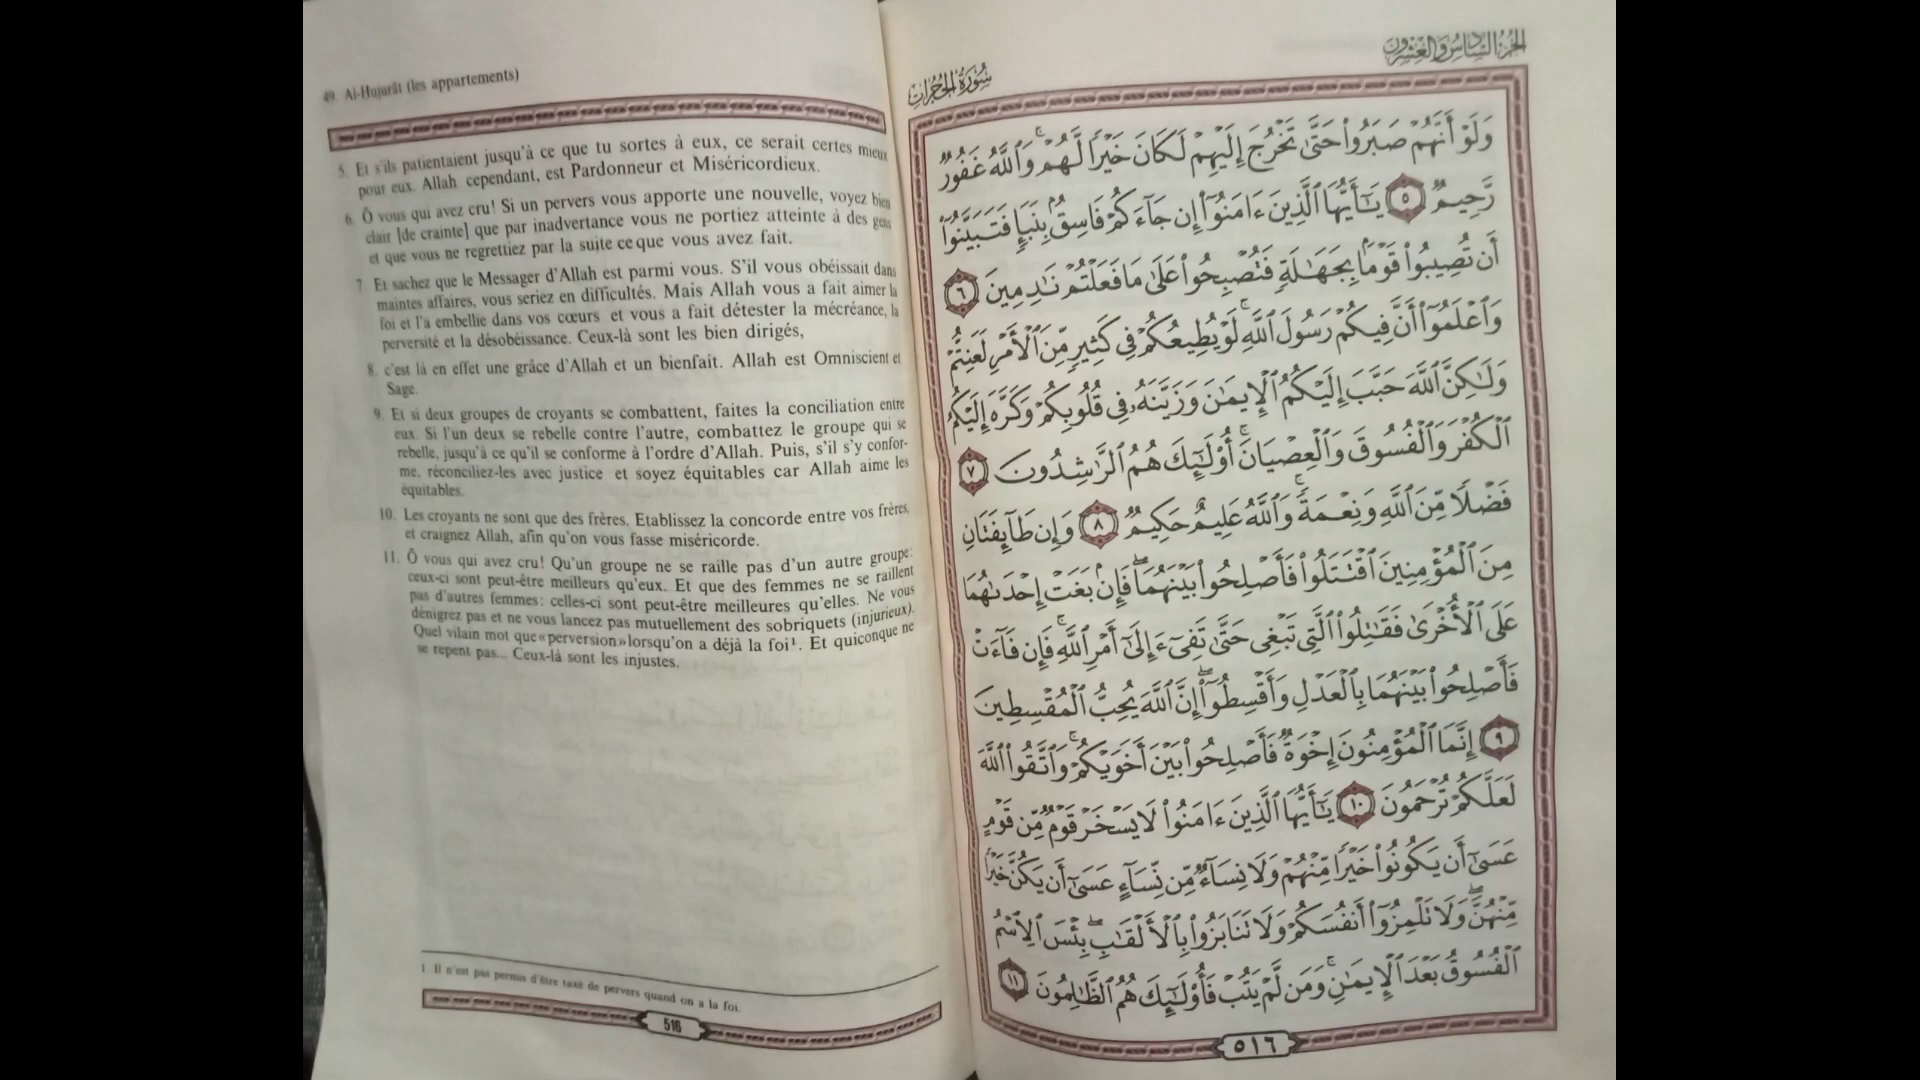 49. Al-Hujurât (les appartements)
5. Et s'ils patientaient jusqu'à ce que tu sortes à eux, ce serait certes mieux
pour eux. Allah cependant, est Pardonneur et Miséricordieux.
6. Ô vous qui avez cru! Si un pervers vous apporte une nouvelle, voyez bien
clair [de crainte] que par inadvertance vous ne portiez atteinte à des gens
et que vous ne regrettiez par la suite ce que vous avez fait.
7. Et sachez que le Messager d'Allah est parmi vous. S'il vous obéissait dans
maintes affaires, vous seriez en difficultés. Mais Allah vous a fait aimer la
foi et l'a embellie dans vos cœurs et vous a fait détester la mécréance, la
perversité et la désobéissance. Ceux-là sont les bien dirigés,
8. c'est là en effet une grâce d'Allah et un bienfait. Allah est Omniscient et
Sage.
9. Et si deux groupes de croyants se combattent, faites la conciliation entre
eux. Si l'un deux se rebelle contre l'autre, combattez le groupe qui se
rebelle, jusqu'à ce qu'il se conforme à l'ordre d'Allah. Puis, s'il s'y confor-
me, réconciliez-les avec justice et soyez équitables car Allah aime les
équitables.
10. Les croyants ne sont que des frères. Etablissez la concorde entre vos frères,
et craignez Allah, afin qu'on vous fasse miséricorde.
11. Ô vous qui avez cru! Qu'un groupe ne se raille pas d'un autre groupe:
ceux-ci sont peut-être meilleurs qu'eux. Et que des femmes ne se raillent
pas d'autres femmes: celles-ci sont peut-être meilleures qu'elles. Ne vous
dénigrez pas et ne vous lancez pas mutuellement des sobriquets (injurieux).
Quel vilain mot que «perversion» lorsqu'on a déjà la foi¹. Et quiconque ne
se repent pas... Ceux-là sont les injustes.
1. Il n'est pas permis d'être taxé de pervers quand on a la foi.
516
الجزء السادس والعشرون
سورة الحجرات
وَلَوْ أَنَّهُمْ صَبَرُوا۟ حَتَّىٰ تَخْرُجَ إِلَيْهِمْ لَكَانَ خَيْرًا لَّهُمْ ۚ وَٱللَّهُ غَفُورٌ
رَّحِيمٌ ٥ يَـٰٓأَيُّهَا ٱلَّذِينَ ءَامَنُوٓا۟ إِن جَآءَكُمْ فَاسِقٌۢ بِنَبَإٍ فَتَبَيَّنُوٓا۟
أَن تُصِيبُوا۟ قَوْمًۢا بِجَهَـٰلَةٍ فَتُصْبِحُوا۟ عَلَىٰ مَا فَعَلْتُمْ نَـٰدِمِينَ ٦
وَٱعْلَمُوٓا۟ أَنَّ فِيكُمْ رَسُولَ ٱللَّهِ ۚ لَوْ يُطِيعُكُمْ فِى كَثِيرٍ مِّنَ ٱلْأَمْرِ لَعَنِتُّمْ
وَلَـٰكِنَّ ٱللَّهَ حَبَّبَ إِلَيْكُمُ ٱلْإِيمَـٰنَ وَزَيَّنَهُۥ فِى قُلُوبِكُمْ وَكَرَّهَ إِلَيْكُمُ
ٱلْكُفْرَ وَٱلْفُسُوقَ وَٱلْعِصْيَانَ ۚ أُو۟لَـٰٓئِكَ هُمُ ٱلرَّٰشِدُونَ ٧
فَضْلًا مِّنَ ٱللَّهِ وَنِعْمَةً ۚ وَٱللَّهُ عَلِيمٌ حَكِيمٌ ٨ وَإِن طَآئِفَتَانِ
مِنَ ٱلْمُؤْمِنِينَ ٱقْتَتَلُوا۟ فَأَصْلِحُوا۟ بَيْنَهُمَا ۖ فَإِنۢ بَغَتْ إِحْدَىٰهُمَا
عَلَى ٱلْأُخْرَىٰ فَقَـٰتِلُوا۟ ٱلَّتِى تَبْغِى حَتَّىٰ تَفِىٓءَ إِلَىٰٓ أَمْرِ ٱللَّهِ ۚ فَإِن فَآءَتْ
فَأَصْلِحُوا۟ بَيْنَهُمَا بِٱلْعَدْلِ وَأَقْسِطُوٓا۟ ۖ إِنَّ ٱللَّهَ يُحِبُّ ٱلْمُقْسِطِينَ
٩ إِنَّمَا ٱلْمُؤْمِنُونَ إِخْوَةٌ فَأَصْلِحُوا۟ بَيْنَ أَخَوَيْكُمْ ۚ وَٱتَّقُوا۟ ٱللَّهَ
لَعَلَّكُمْ تُرْحَمُونَ ١٠ يَـٰٓأَيُّهَا ٱلَّذِينَ ءَامَنُوا۟ لَا يَسْخَرْ قَوْمٌ مِّن قَوْمٍ
عَسَىٰٓ أَن يَكُونُوا۟ خَيْرًا مِّنْهُمْ وَلَا نِسَآءٌ مِّن نِّسَآءٍ عَسَىٰٓ أَن يَكُنَّ خَيْرًا
مِّنْهُنَّ ۖ وَلَا تَلْمِزُوٓا۟ أَنفُسَكُمْ وَلَا تَنَابَزُوا۟ بِٱلْأَلْقَـٰبِ ۖ بِئْسَ ٱلِٱسْمُ
ٱلْفُسُوقُ بَعْدَ ٱلْإِيمَـٰنِ ۚ وَمَن لَّمْ يَتُبْ فَأُو۟لَـٰٓئِكَ هُمُ ٱلظَّـٰلِمُونَ ١١
٥١٦